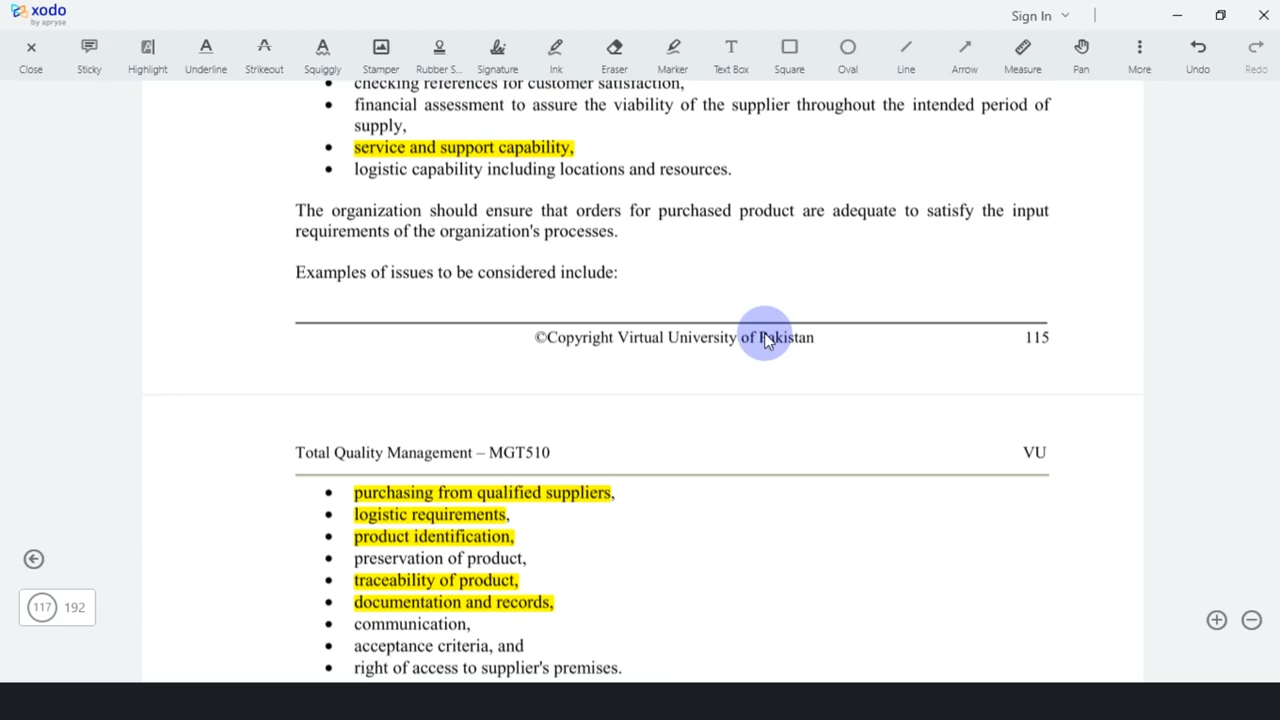 xodo
by apryse
Sign In
Close
Sticky
Highlight
Underline
Strikeout
Squiggly
Stamper
Rubber S...
Signature
Ink
Eraser
Marker
Text Box
Square
Oval
Line
Arrow
Measure
Pan
More
Undo
Redo
• checking references for customer satisfaction,
• financial assessment to assure the viability of the supplier throughout the intended period of
supply,
• service and support capability,
• logistic capability including locations and resources.
The organization should ensure that orders for purchased product are adequate to satisfy the input
requirements of the organization's processes.
Examples of issues to be considered include:
©Copyright Virtual University of Pakistan 115
Total Quality Management – MGT510 VU
• purchasing from qualified suppliers,
• logistic requirements,
• product identification,
• preservation of product,
• traceability of product,
• documentation and records,
• communication,
• acceptance criteria, and
• right of access to supplier's premises.
117 192